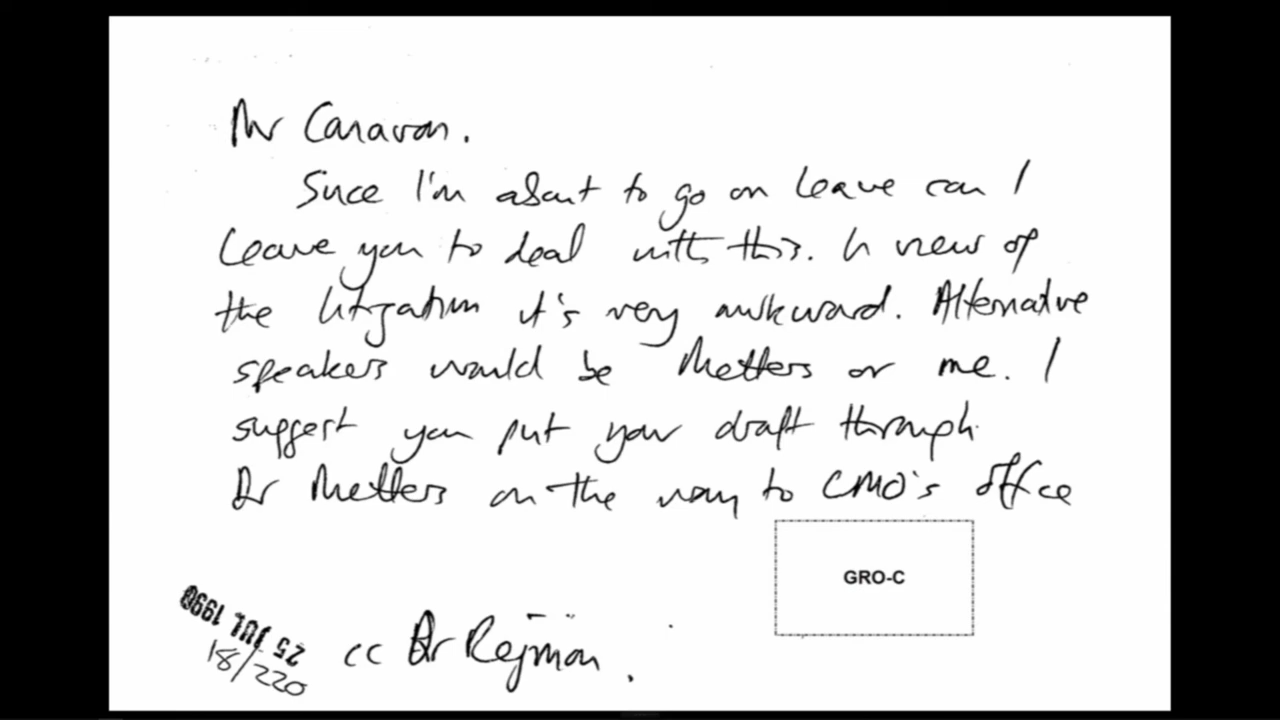 Mr Canavan.
Since I'm about to go on leave can I
leave you to deal with this. In view of
the litigation it's very awkward. Alternative
speakers would be Metters or me. I
suggest you put your draft through
Dr Metters on the way to CMO's office
GRO-C
25 JUL 1990
18/220
cc Dr Rejman.